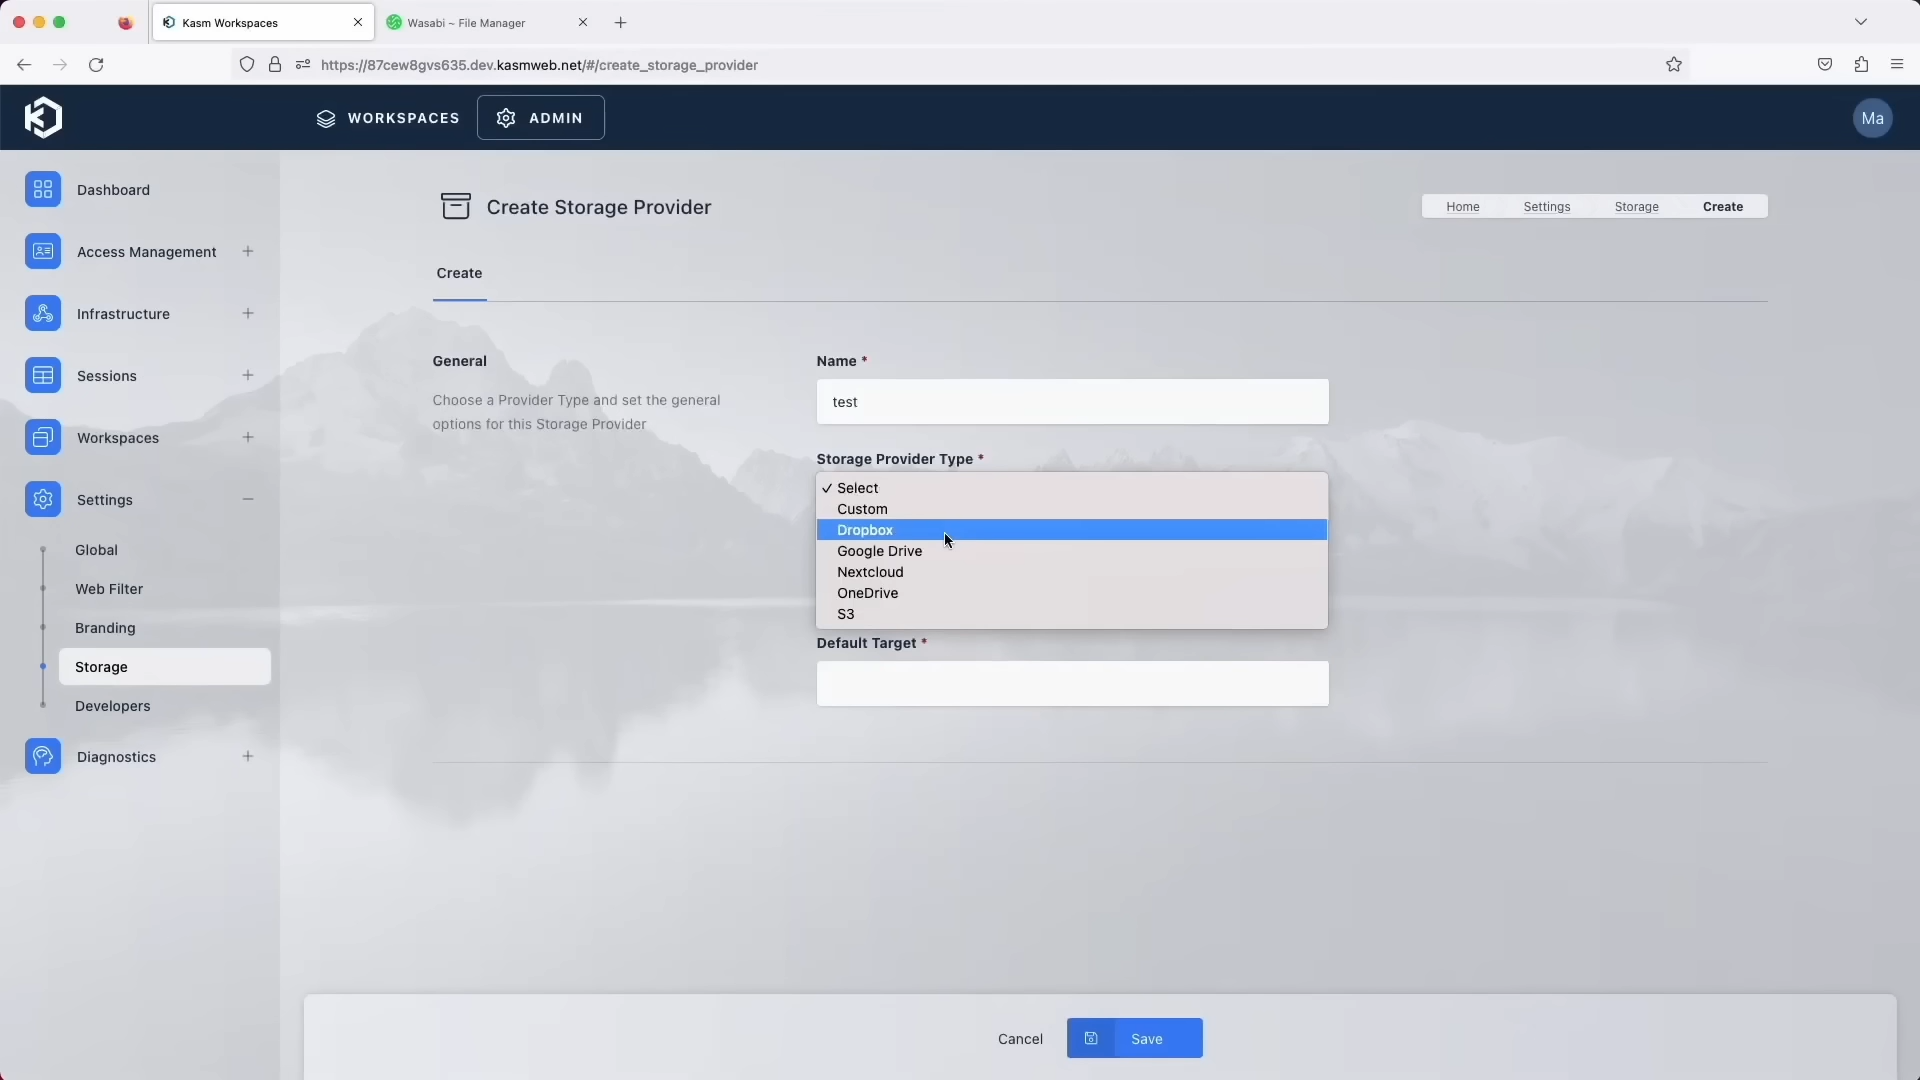 Kasm Workspaces
Wasabi ~ File Manager
https://87cew8gvs635.dev.kasmweb.net/#/create_storage_provider
WORKSPACES
ADMIN
Ma
Dashboard
Access Management
Infrastructure
Sessions
Workspaces
Settings
Global
Web Filter
Branding
Storage
Developers
Diagnostics
Create Storage Provider
Home
Settings
Storage
Create
Create
General
Choose a Provider Type and set the general
options for this Storage Provider
Name *
test
Storage Provider Type *
✓ Select
Custom
Dropbox
Google Drive
Nextcloud
OneDrive
S3
Default Target *
Cancel
Save